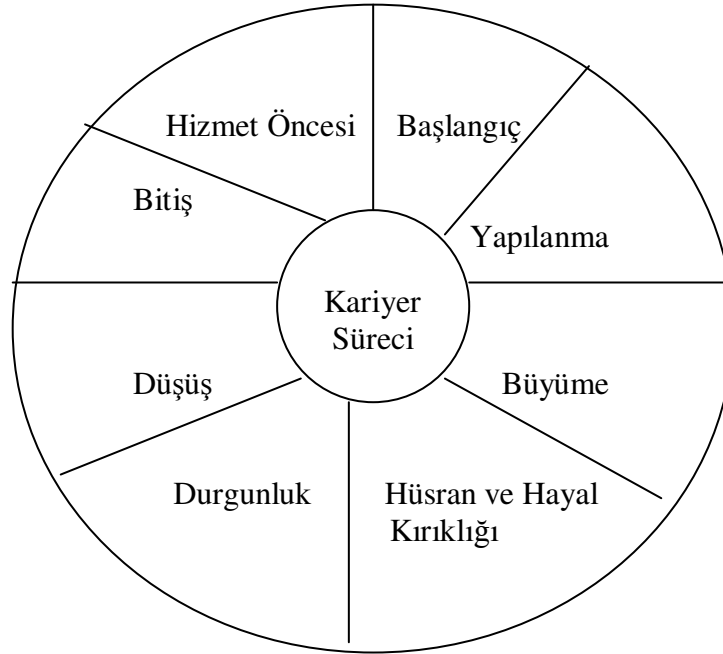 Hizmet Öncesi
Başlangıç
Bitiş
Yapılanma
Kariyer
Süreci
Düşüş
Büyüme
Durgunluk
Hüsran ve Hayal
Kırıklığı